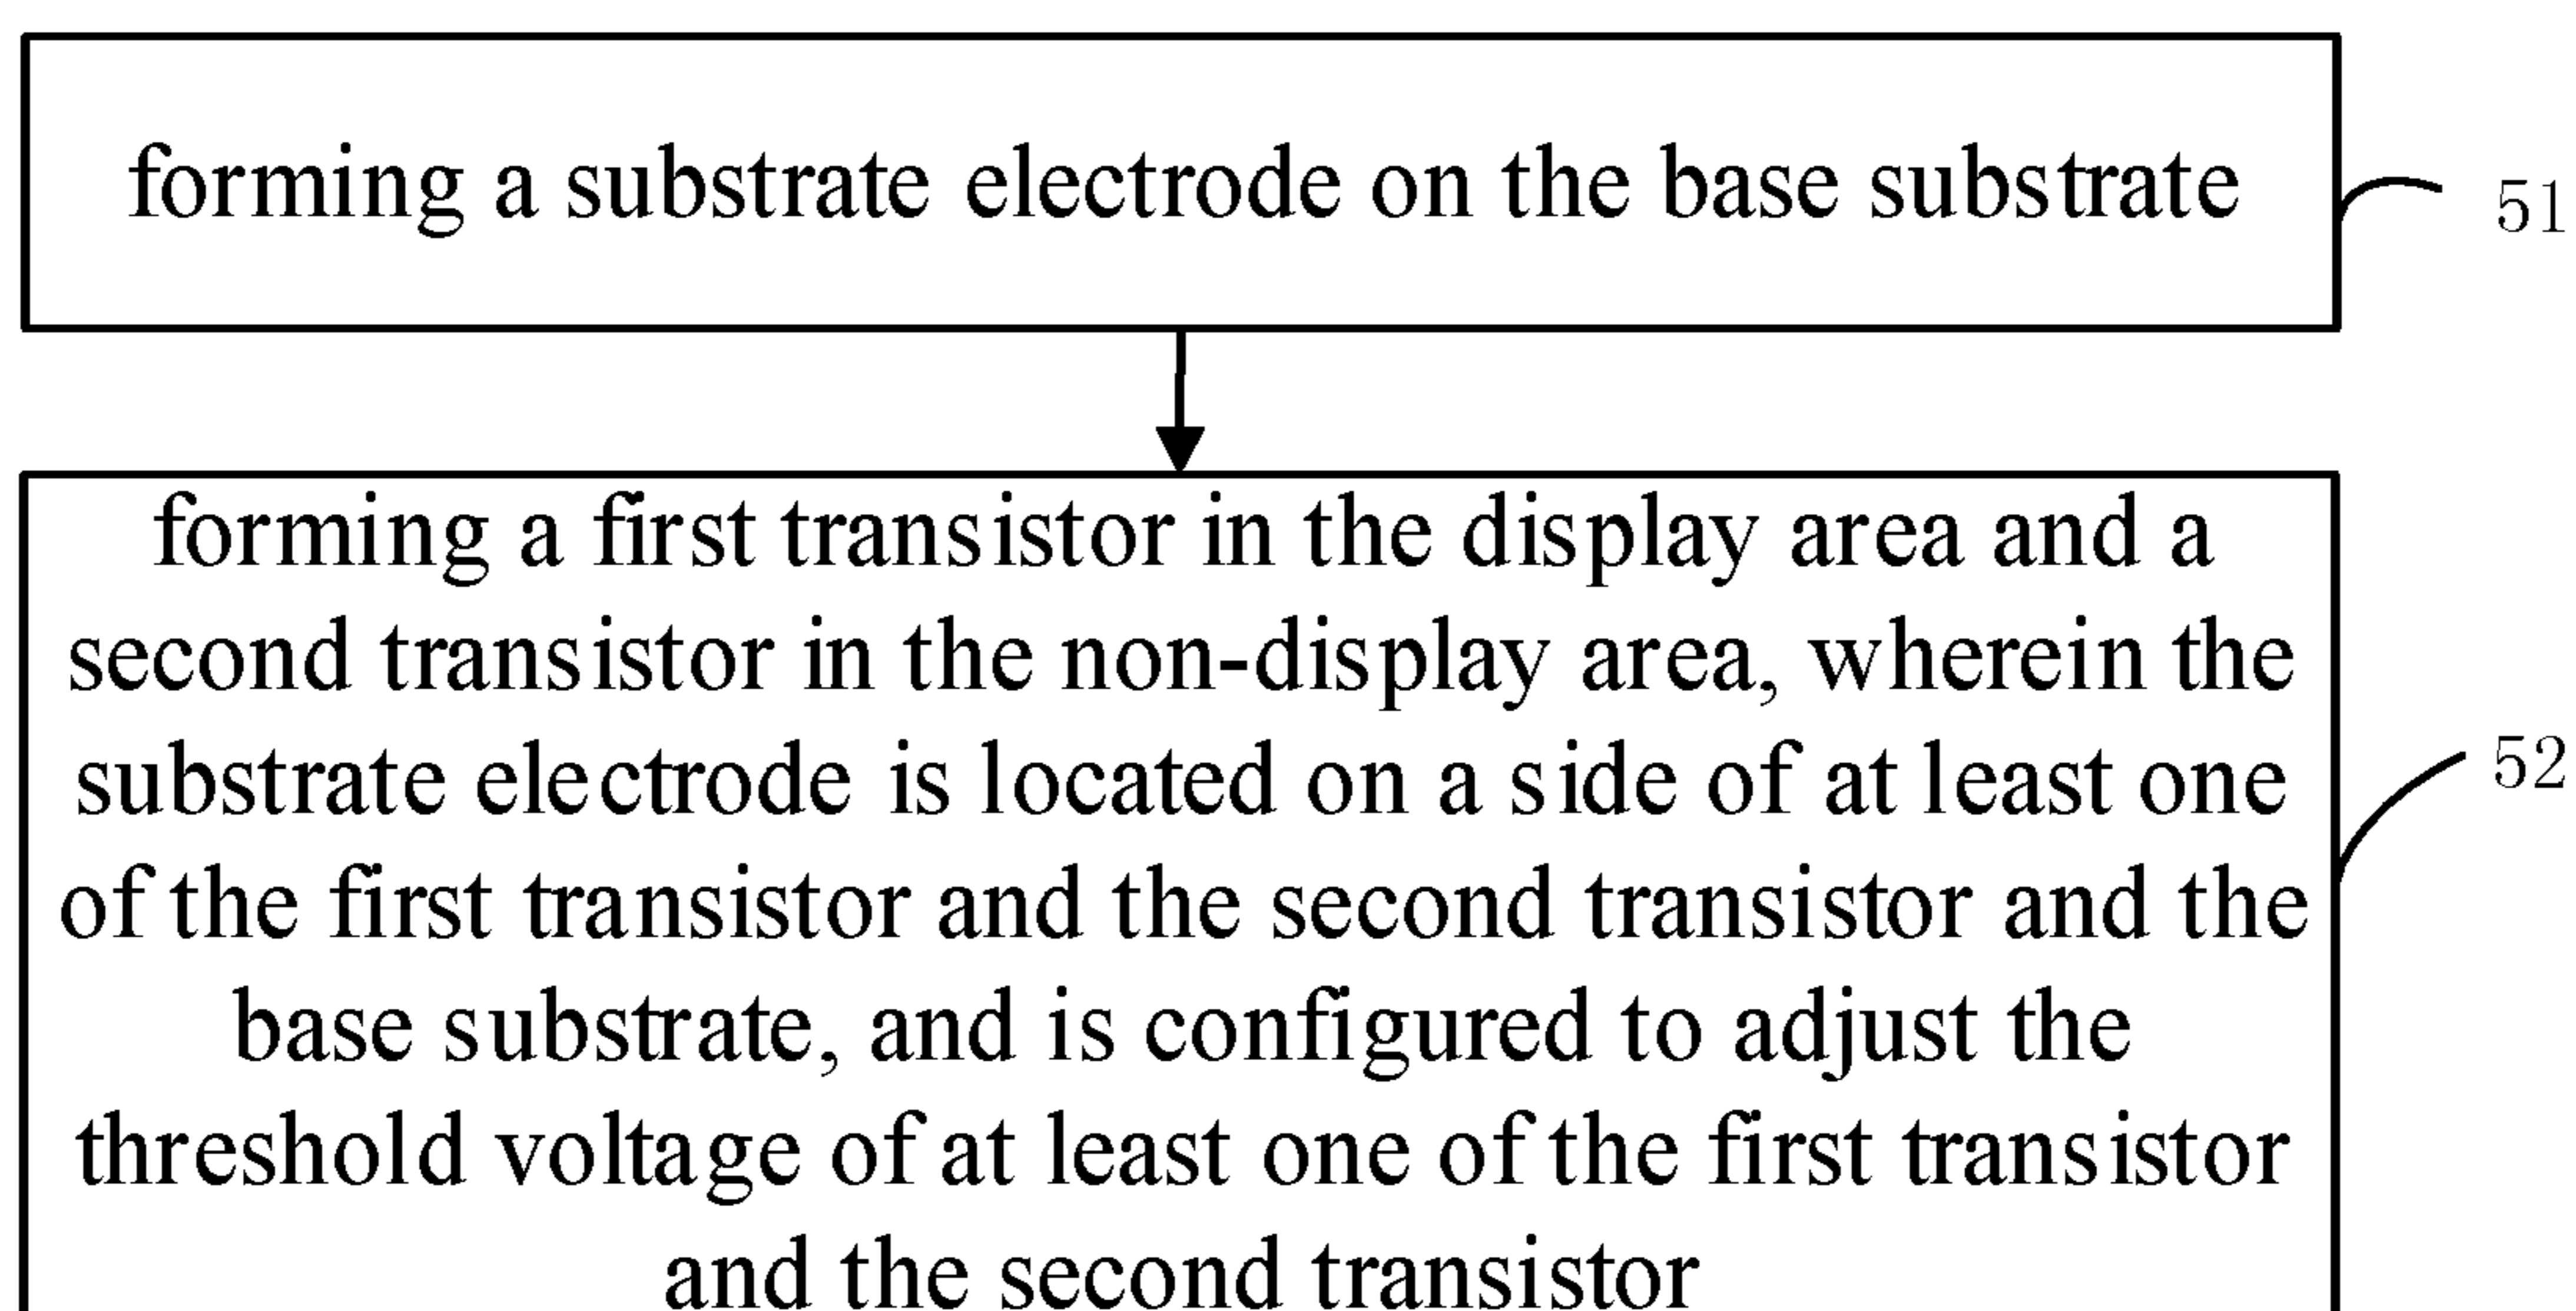 forming a substrate electrode on the base substrate
51
forming a first transistor in the display area and a
second transistor in the non-display area, wherein the
substrate electrode is located on a side of at least one
52
of the first transistor and the second transistor and the
base substrate, and is configured to adjust the
threshold voltage of at least one of the first transistor
and the second transistor